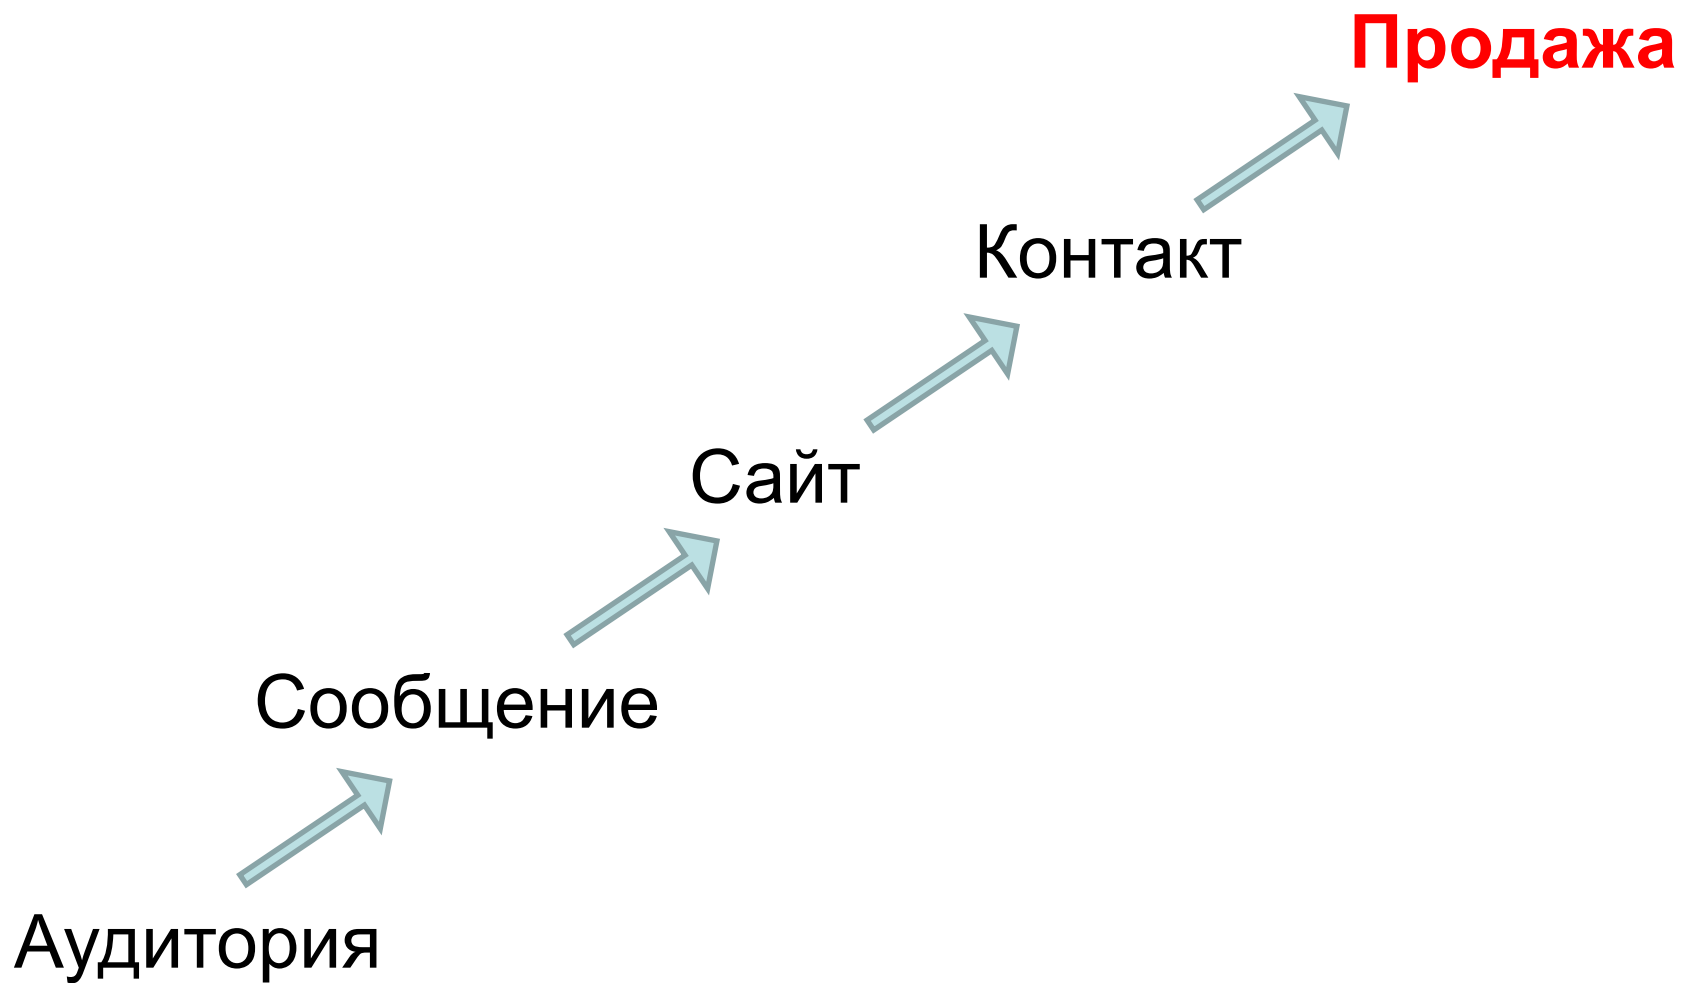 Продажа
Контакт
Сайт
Сообщение
Аудитория